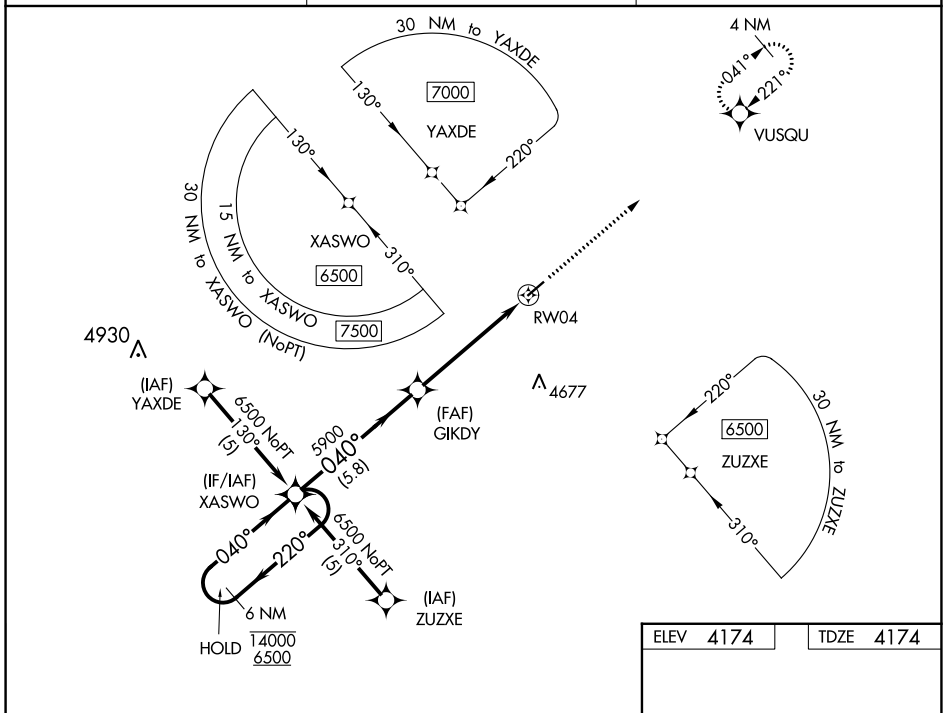 30 NM to YAXDE
130°
7000
YAXDE
220°
4 NM
041°
221°
VUSQU
130°
30 NM to XASWO (NoPT)
15 NM to XASWO
XASWO
6500
310°
7500
RW04
4930
(IAF)
YAXDE
6500 NoPT
130°
(5)
4677
(FAF)
GIKDY
5900
040°
(5.8)
(IF/IAF)
XASWO
040°
220°
6500 NoPT
310°
(5)
(IAF)
ZUZXE
6 NM
HOLD
14000
6500
220°
6500
ZUZXE
30 NM to ZUZXE
310°
ELEV 4174
TDZE 4174